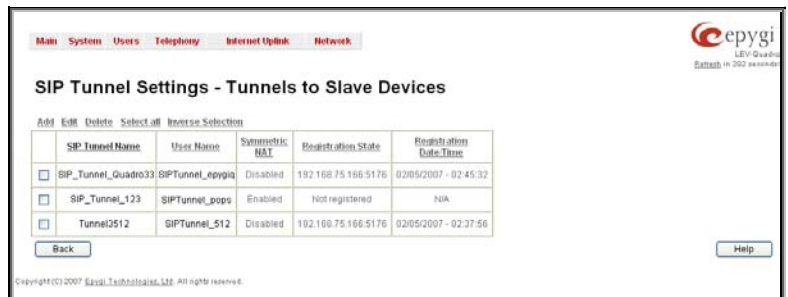 Main System Users Telephony Internet Uplink Network
epygi
LEV-Quadro
Refresh in 292 seconds
SIP Tunnel Settings - Tunnels to Slave Devices
Add Edit Delete Select all Inverse Selection
SIP Tunnel Name User Name Symmetric NAT Registration State Registration Date/Time
SIP_Tunnel_Quadro33 SIPTunnel_epygiq Disabled 192.168.75.166:5176 02/05/2007 - 02:45:32
SIP_Tunnel_123 SIPTunnel_pops Enabled Not registered N/A
Tunnel3512 SIPTunnel_512 Disabled 192.168.75.166:5176 02/05/2007 - 02:37:56
Back Help
Copyright (C) 2007 Epygi Technologies, Ltd. All rights reserved.